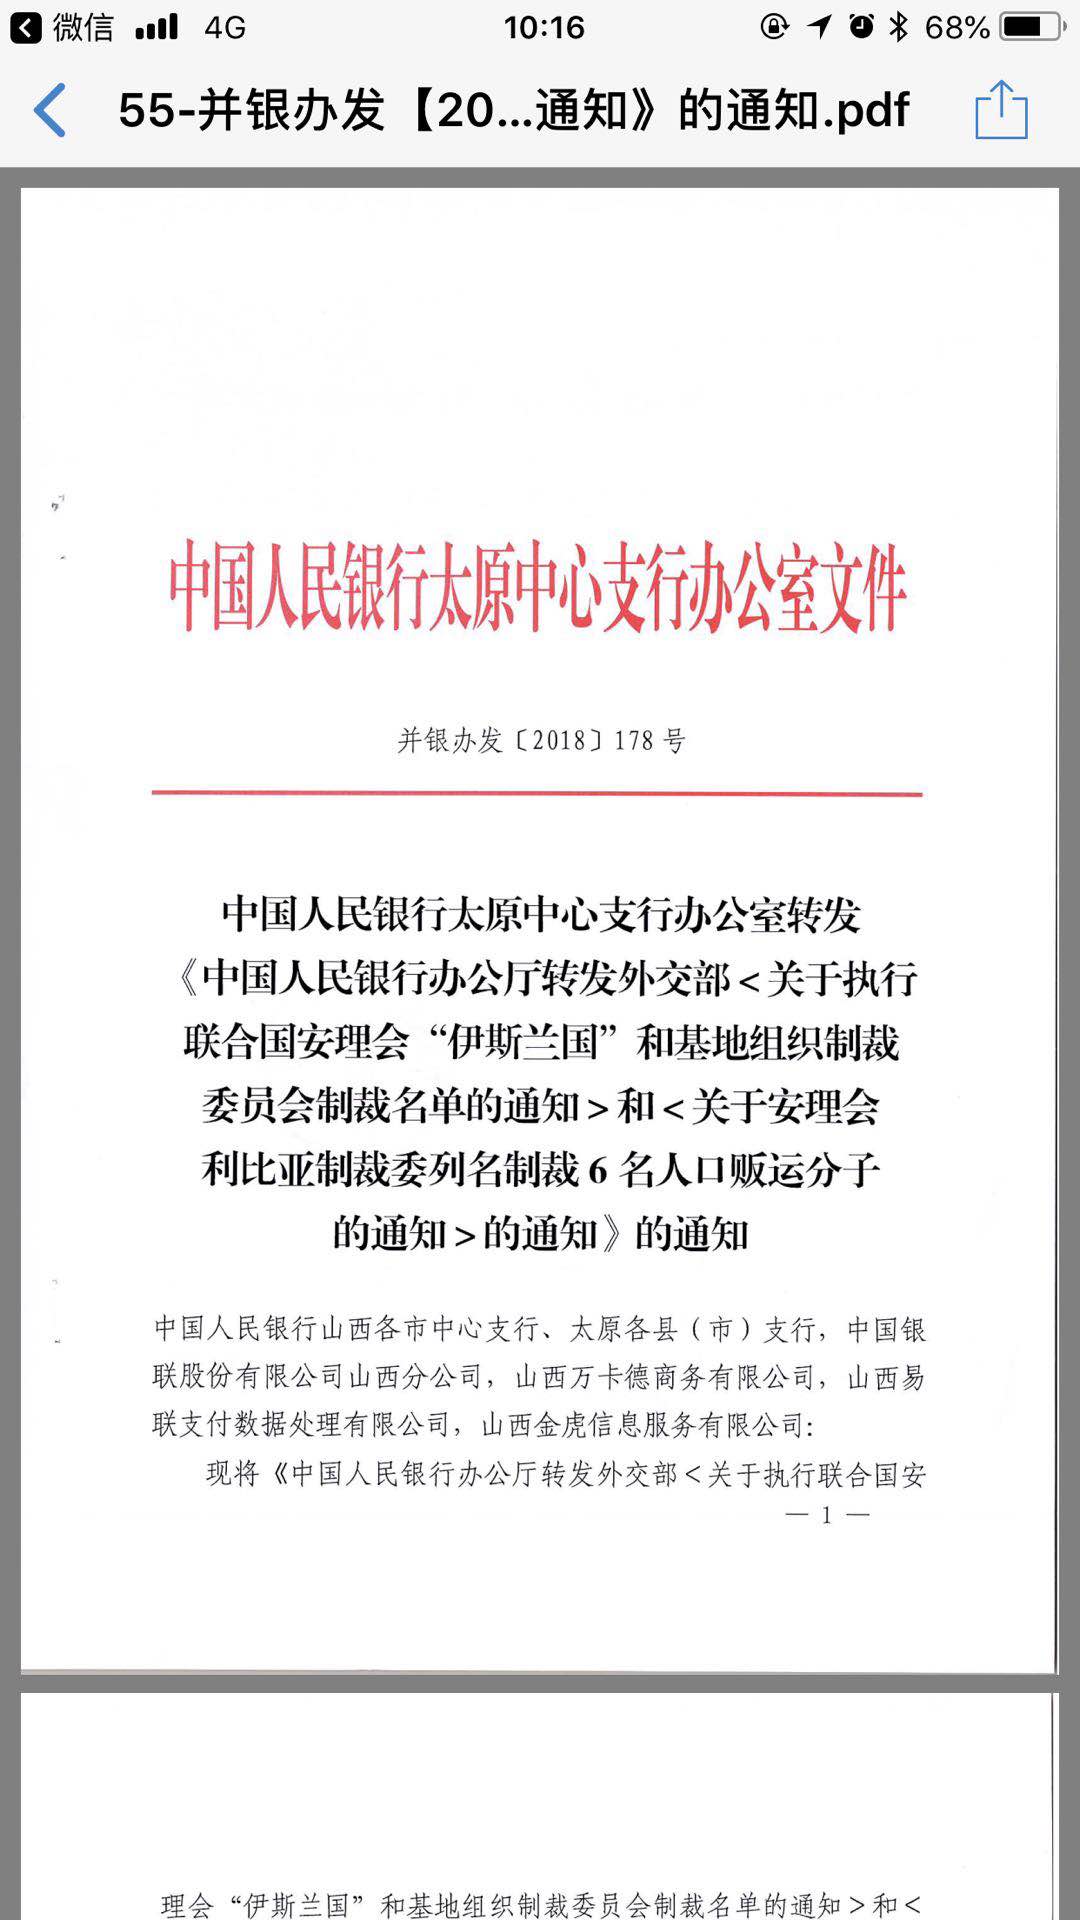 微信 4G 10:16 68%
55-并银办发【20...通知》的通知.pdf
中国人民银行太原中心支行办公室文件
并银办发〔2018〕178 号
中国人民银行太原中心支行办公室转发
《中国人民银行办公厅转发外交部<关于执行
联合国安理会“伊斯兰国”和基地组织制裁
委员会制裁名单的通知>和<关于安理会
利比亚制裁委列名制裁 6 名人口贩运分子
的通知>的通知》的通知
中国人民银行山西各市中心支行、太原各县（市）支行，中国银
联股份有限公司山西分公司，山西万卡德商务有限公司，山西易
联支付数据处理有限公司，山西金虎信息服务有限公司：
现将《中国人民银行办公厅转发外交部<关于执行联合国安
— 1 —
理会“伊斯兰国”和基地组织制裁委员会制裁名单的通知>和<